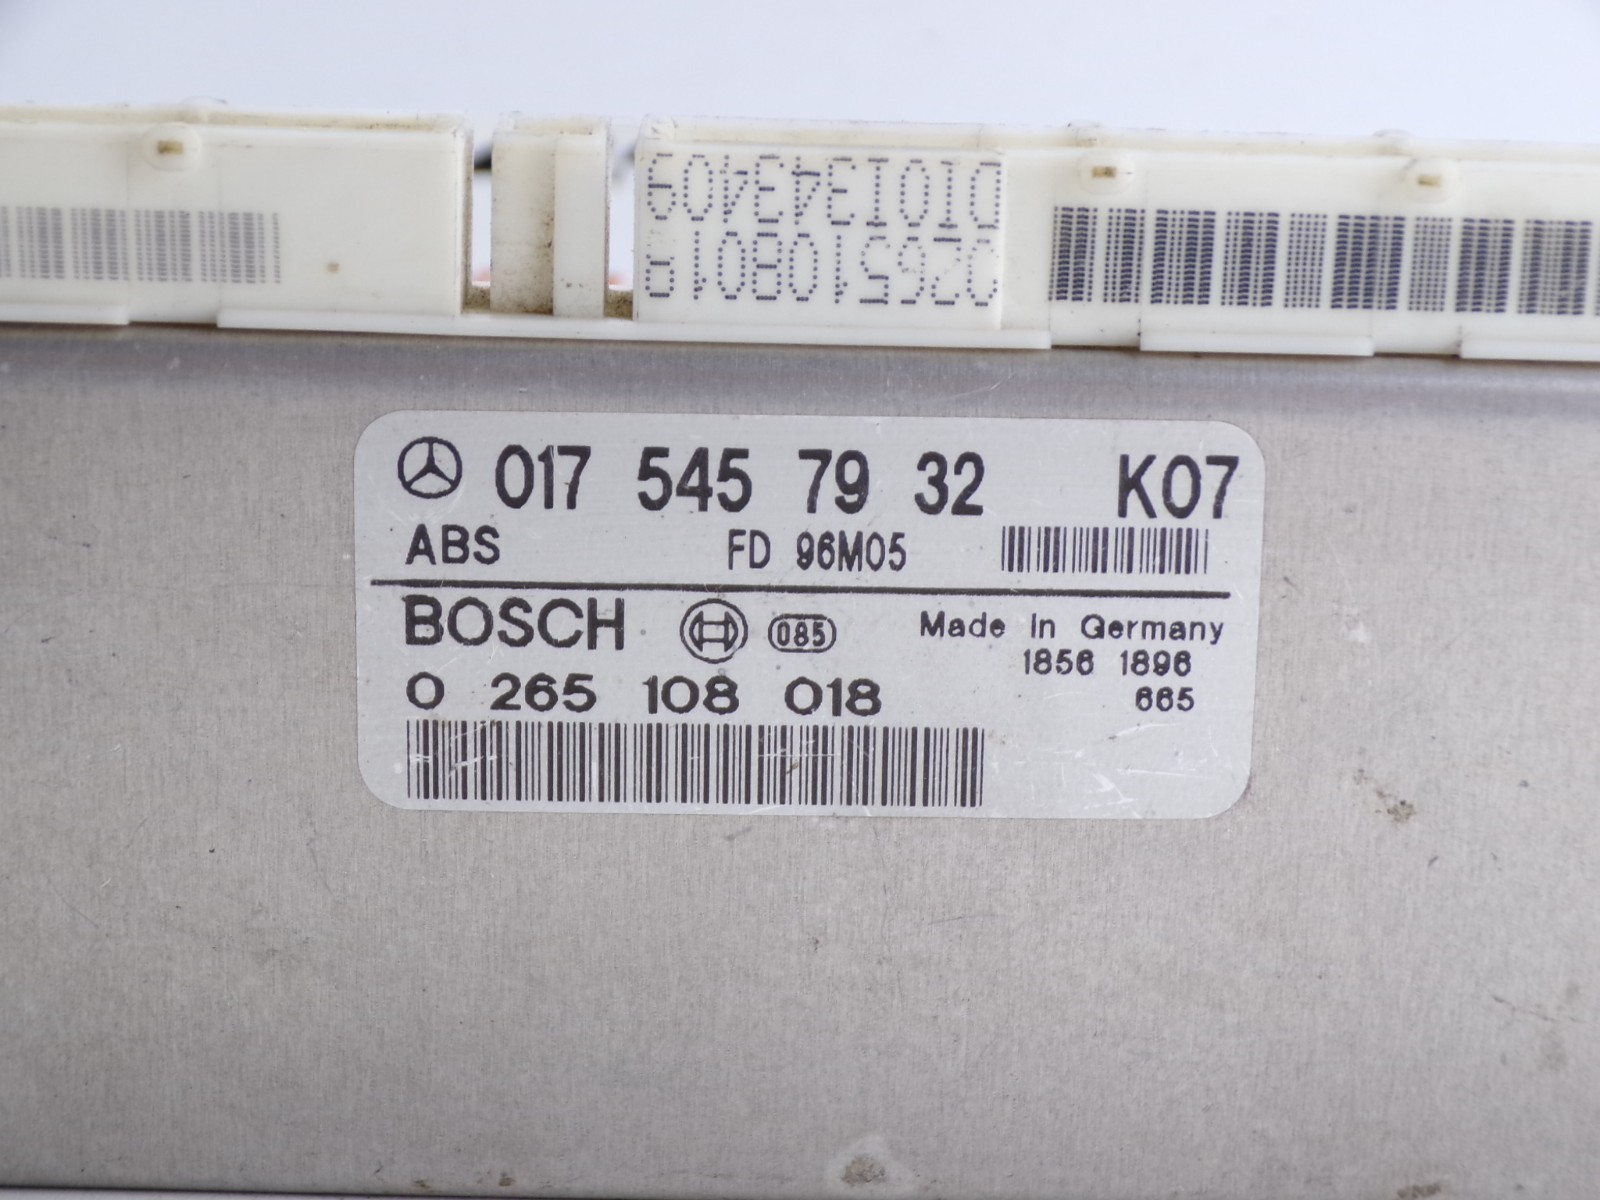 0265108018
DI01343409
017 545 79 32 K07
ABS FD 96M05
BOSCH 085 Made in Germany
1856 1896
0 265 108 018 665